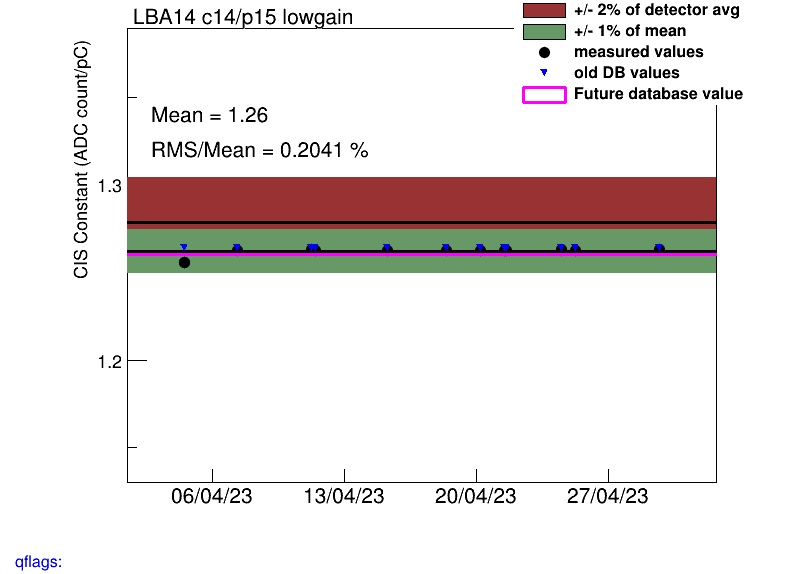 LBA14 c14/p15 lowgain
+/- 2% of detector avg
+/- 1% of mean
measured values
old DB values
Future database value
Mean = 1.26
RMS/Mean = 0.2041 %
CIS Constant (ADC count/pC)
1.3
1.2
06/04/23 13/04/23 20/04/23 27/04/23
qflags: